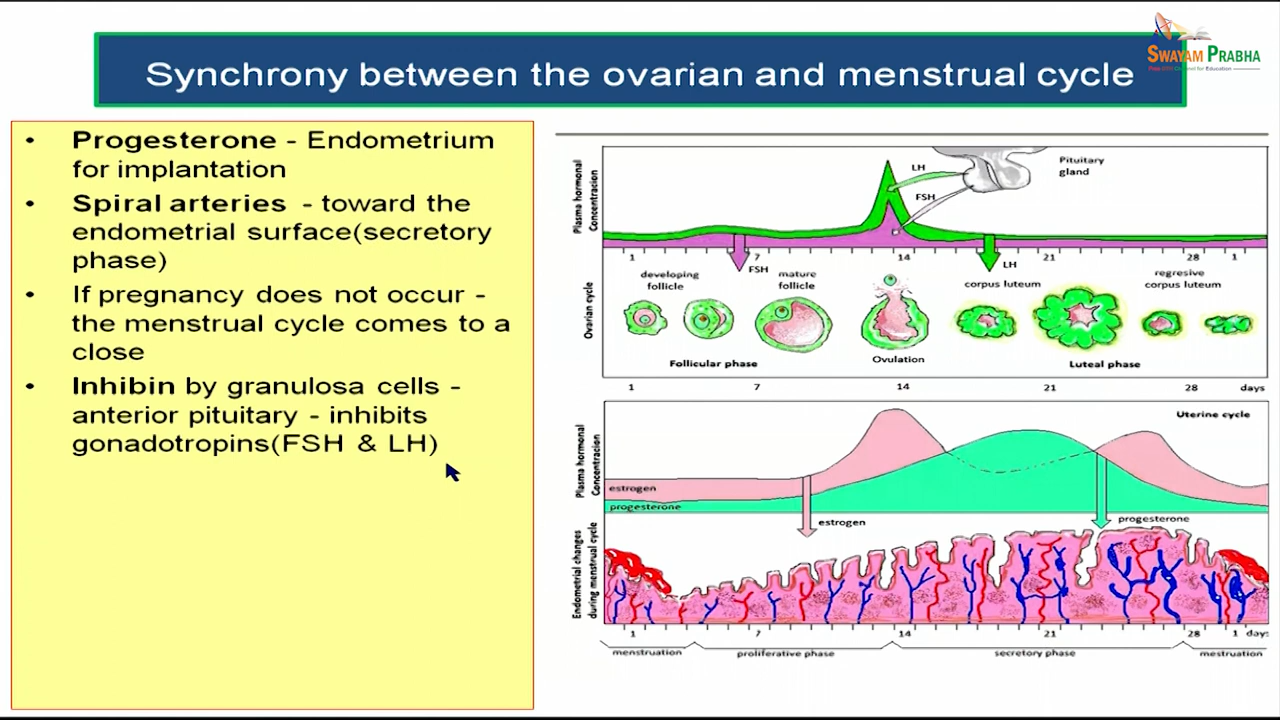 SWAYAM PRABHA
Synchrony between the ovarian and menstrual cycle
• Progesterone - Endometrium
for implantation
• Spiral arteries - toward the
endometrial surface(secretory
phase)
• If pregnancy does not occur -
the menstrual cycle comes to a
close
• Inhibin by granulosa cells -
anterior pituitary - inhibits
gonadotropins(FSH & LH)
Plasma hormonal
Concentracion
LH
FSH
Pituitary
gland
1 7 14 21 28 1
FSH
LH
Ovarian cycle
developing
follicle
mature
follicle
corpus luteum
regresive
corpus luteum
Follicular phase
Ovulation
Luteal phase
1 7 14 21 28 days
Plasma hormonal
Concentracion
Uterine cycle
estrogen
progesterone
estrogen
progesterone
Endometrial changes
during menstrual cycle
1 7 14 21 28 1 days
menstruation
proliferative phase
secretory phase
mestruation